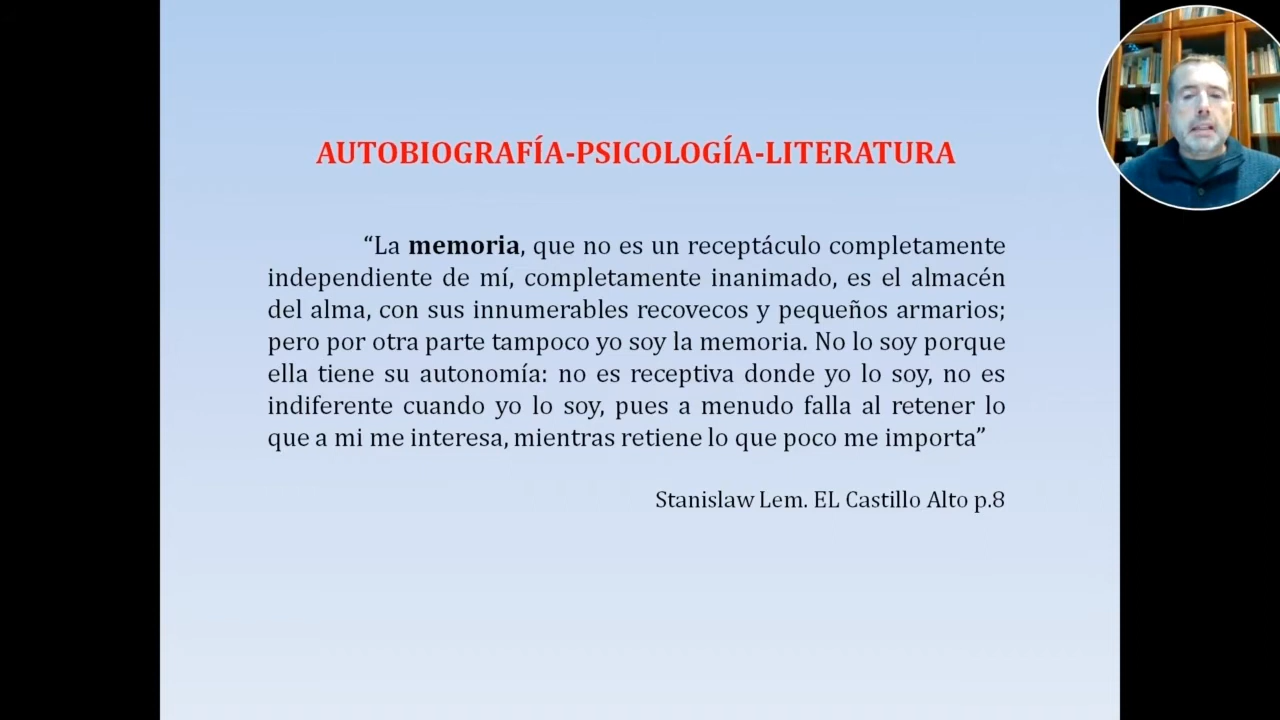 AUTOBIOGRAFÍA-PSICOLOGÍA-LITERATURA
“La memoria, que no es un receptáculo completamente
independiente de mí, completamente inanimado, es el almacén
del alma, con sus innumerables recovecos y pequeños armarios;
pero por otra parte tampoco yo soy la memoria. No lo soy porque
ella tiene su autonomía: no es receptiva donde yo lo soy, no es
indiferente cuando yo lo soy, pues a menudo falla al retener lo
que a mi me interesa, mientras retiene lo que poco me importa”
Stanislaw Lem. EL Castillo Alto p.8